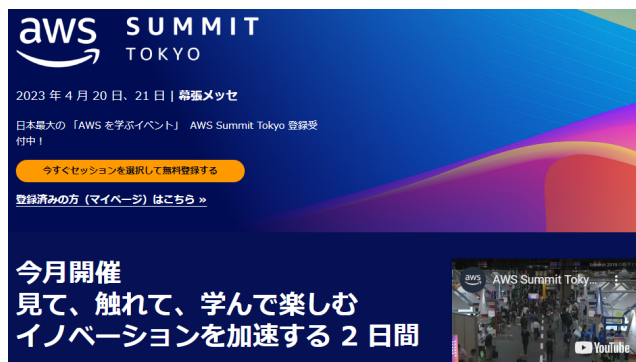 aws SUMMIT
TOKYO
2023 年 4 月 20 日、21 日 | 幕張メッセ
日本最大の 「AWS を学ぶイベント」 AWS Summit Tokyo 登録受
付中！
今すぐセッションを選択して無料登録する
登録済みの方（マイページ）はこちら »
今月開催
見て、触れて、学んで楽しむ
イノベーションを加速する 2 日間
aws AWS Summit Toky...
YouTube